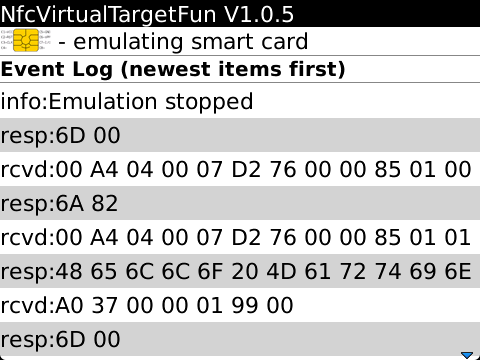 NfcVirtualTargetFun V1.0.5
- emulating smart card
Event Log (newest items first)
info:Emulation stopped
resp:6D 00
rcvd:00 A4 04 00 07 D2 76 00 00 85 01 00
resp:6A 82
rcvd:00 A4 04 00 07 D2 76 00 00 85 01 01
resp:48 65 6C 6C 6F 20 4D 61 72 74 69 6E
rcvd:A0 37 00 00 01 99 00
resp:6D 00